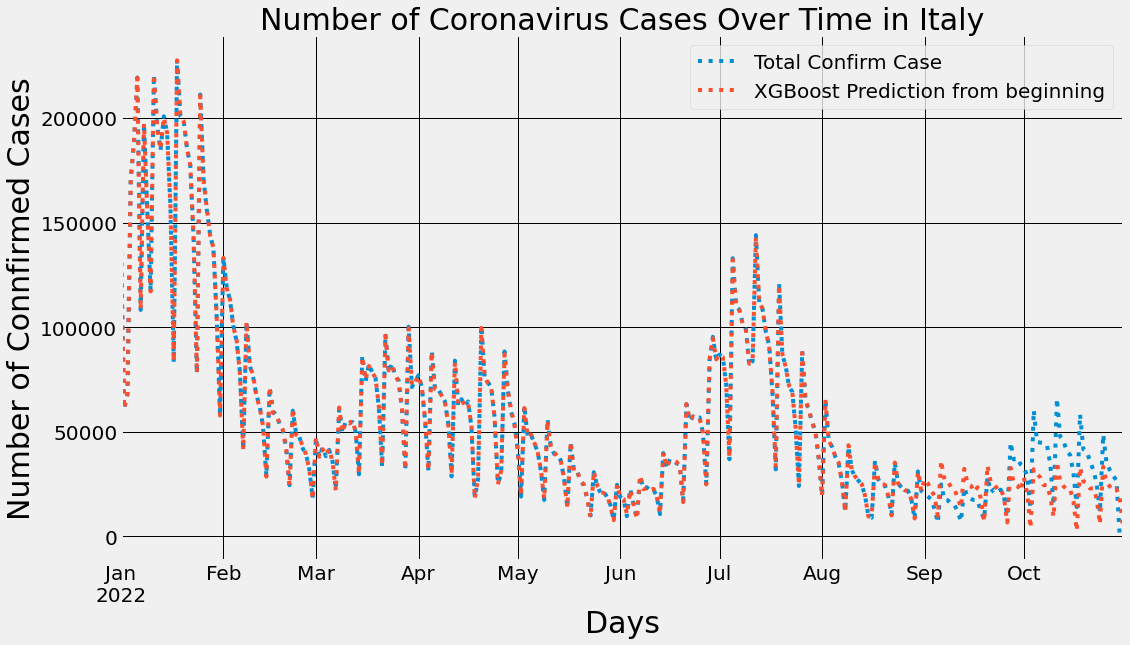 Number of Coronavirus Cases Over Time in Italy
Total Confirm Case
XGBoost Prediction from beginning
Number of Connfirmed Cases
200000
150000
100000
50000
0
Jan Feb Mar Apr May Jun Jul Aug Sep Oct
2022
Days